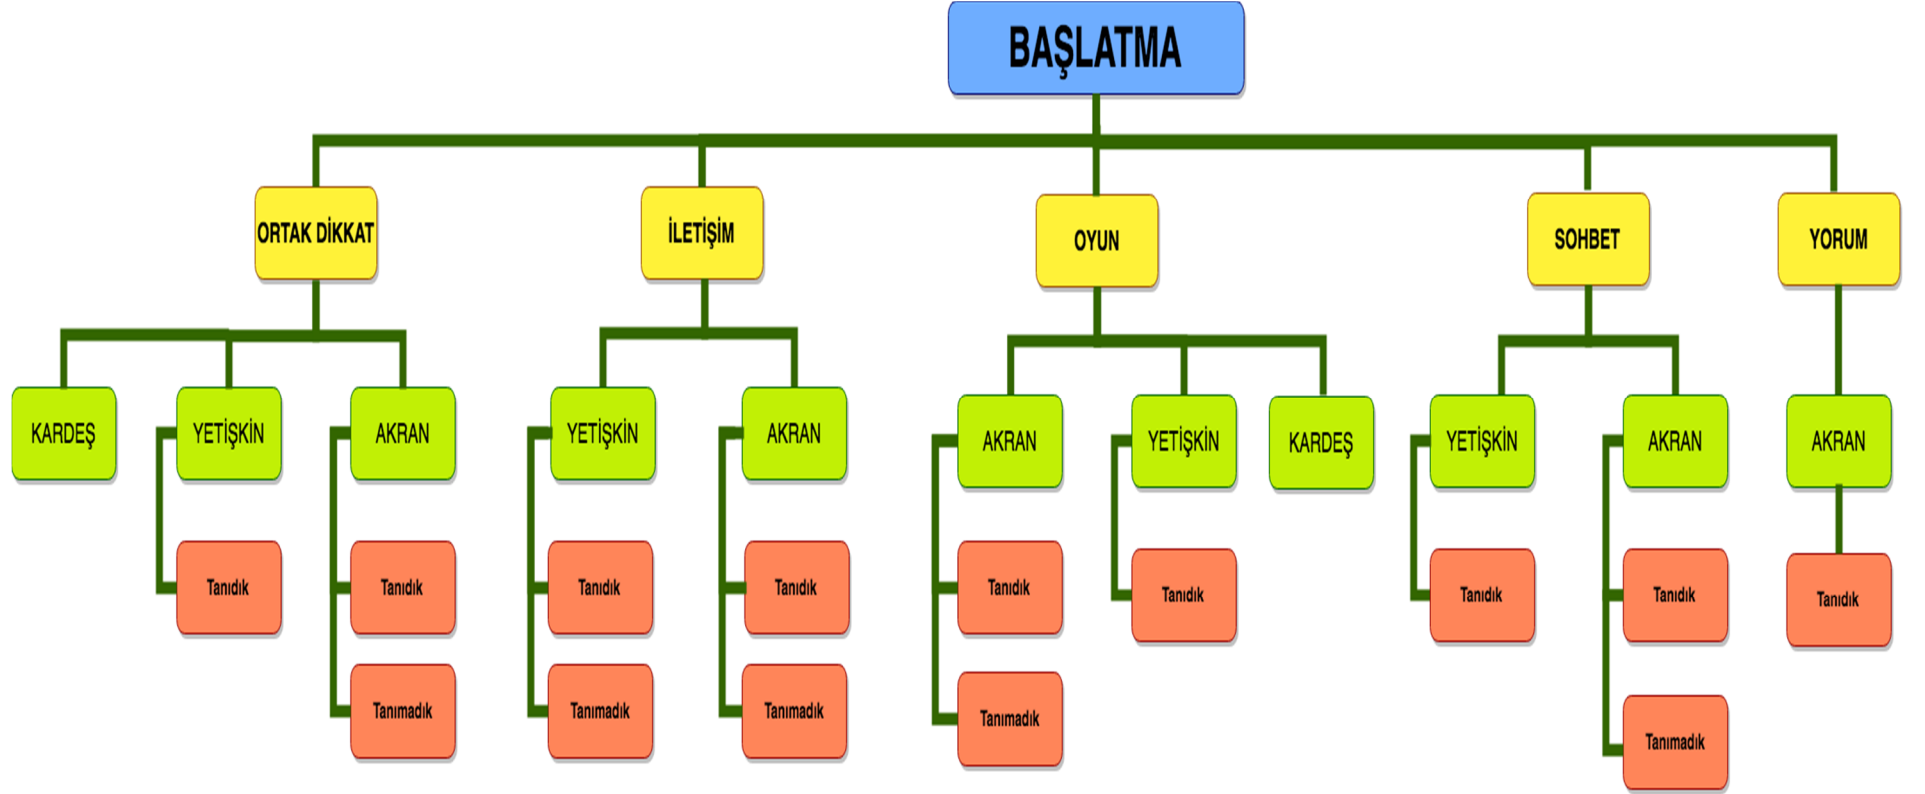 BAŞLATMA
ORTAK DİKKAT
İLETİŞİM
OYUN
SOHBET
YORUM
KARDEŞ
YETİŞKİN
AKRAN
YETİŞKİN
AKRAN
AKRAN
YETİŞKİN
KARDEŞ
YETİŞKİN
AKRAN
AKRAN
Tanıdık
Tanıdık
Tanıdık
Tanıdık
Tanıdık
Tanıdık
Tanıdık
Tanıdık
Tanıdık
Tanımadık
Tanımadık
Tanımadık
Tanımadık
Tanımadık